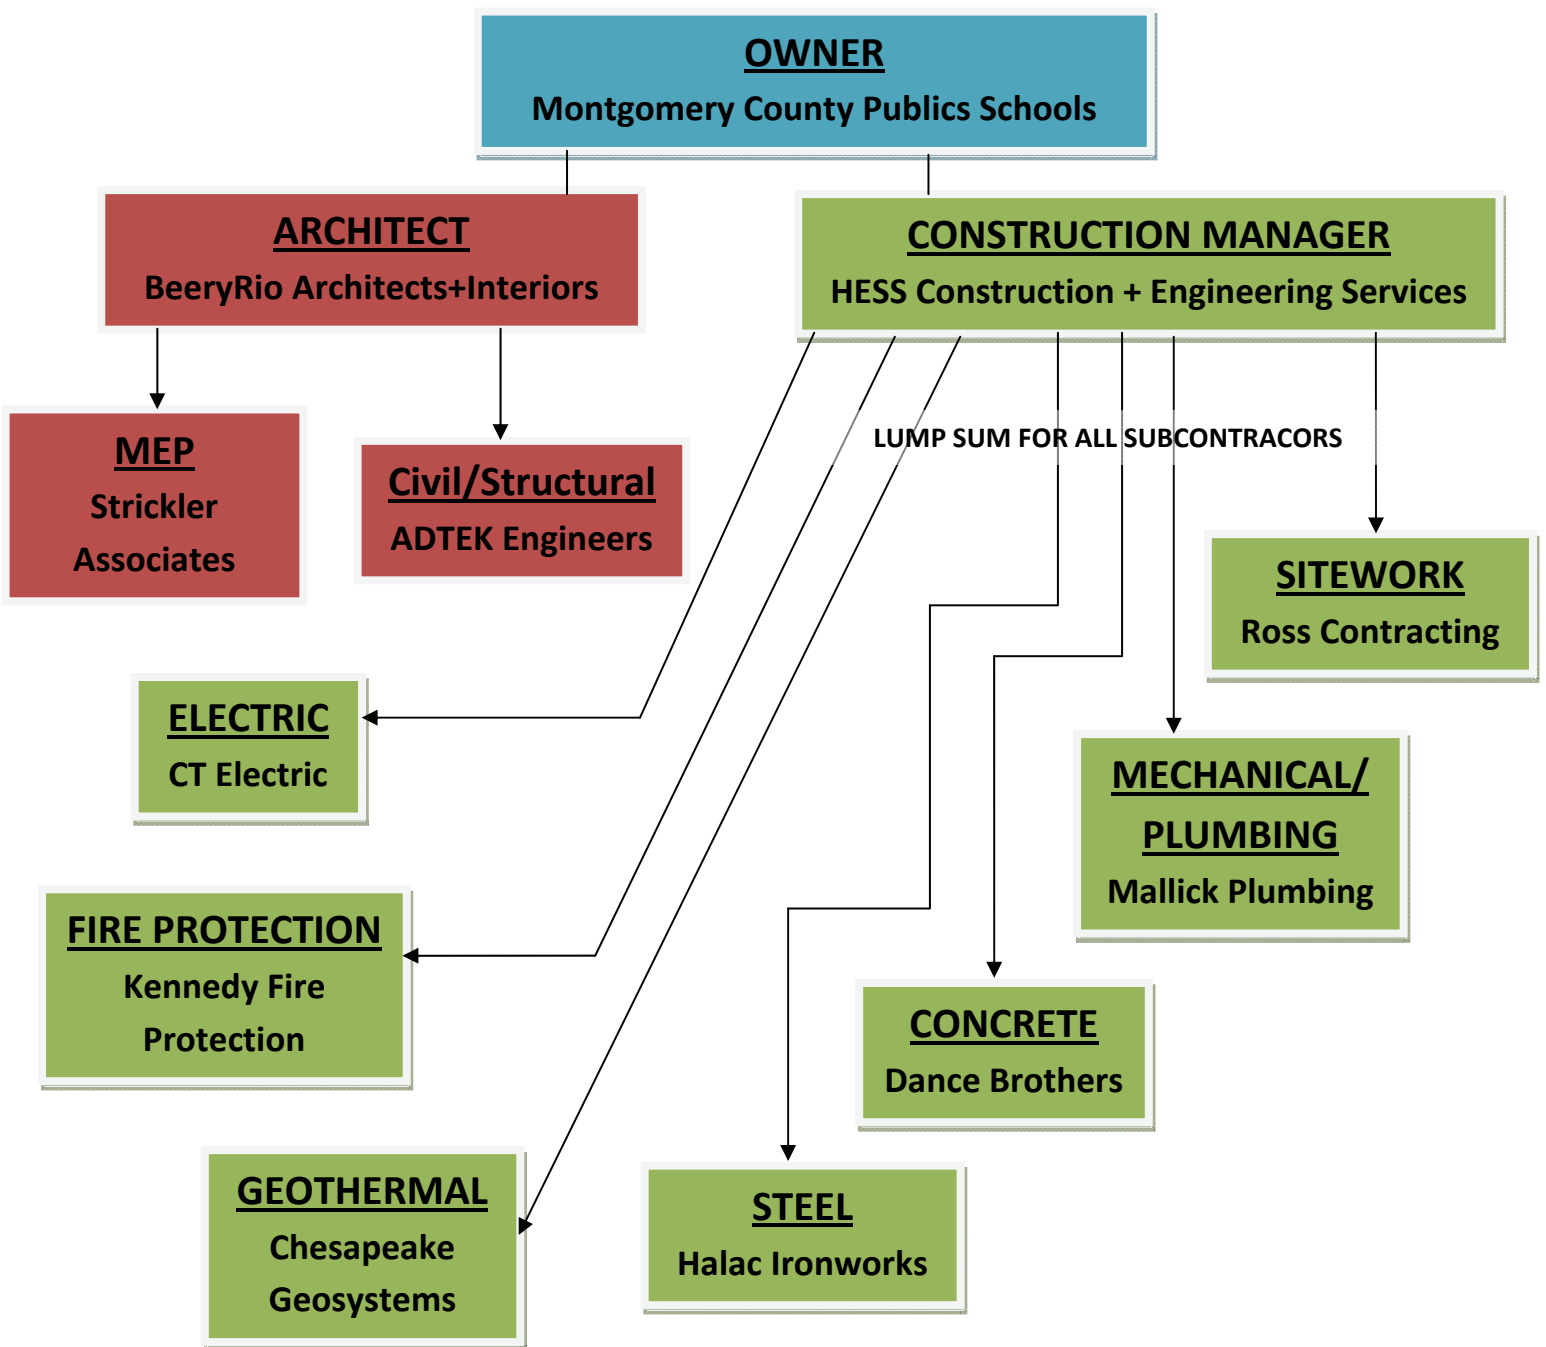 OWNER
Montgomery County Publics Schools
ARCHITECT
BeeryRio Architects+Interiors
CONSTRUCTION MANAGER
HESS Construction + Engineering Services
LUMP SUM FOR ALL SUBCONTRACORS
MEP
Strickler
Associates
Civil/Structural
ADTEK Engineers
SITEWORK
Ross Contracting
ELECTRIC
CT Electric
MECHANICAL/
PLUMBING
Mallick Plumbing
FIRE PROTECTION
Kennedy Fire
Protection
CONCRETE
Dance Brothers
GEOTHERMAL
Chesapeake
Geosystems
STEEL
Halac Ironworks